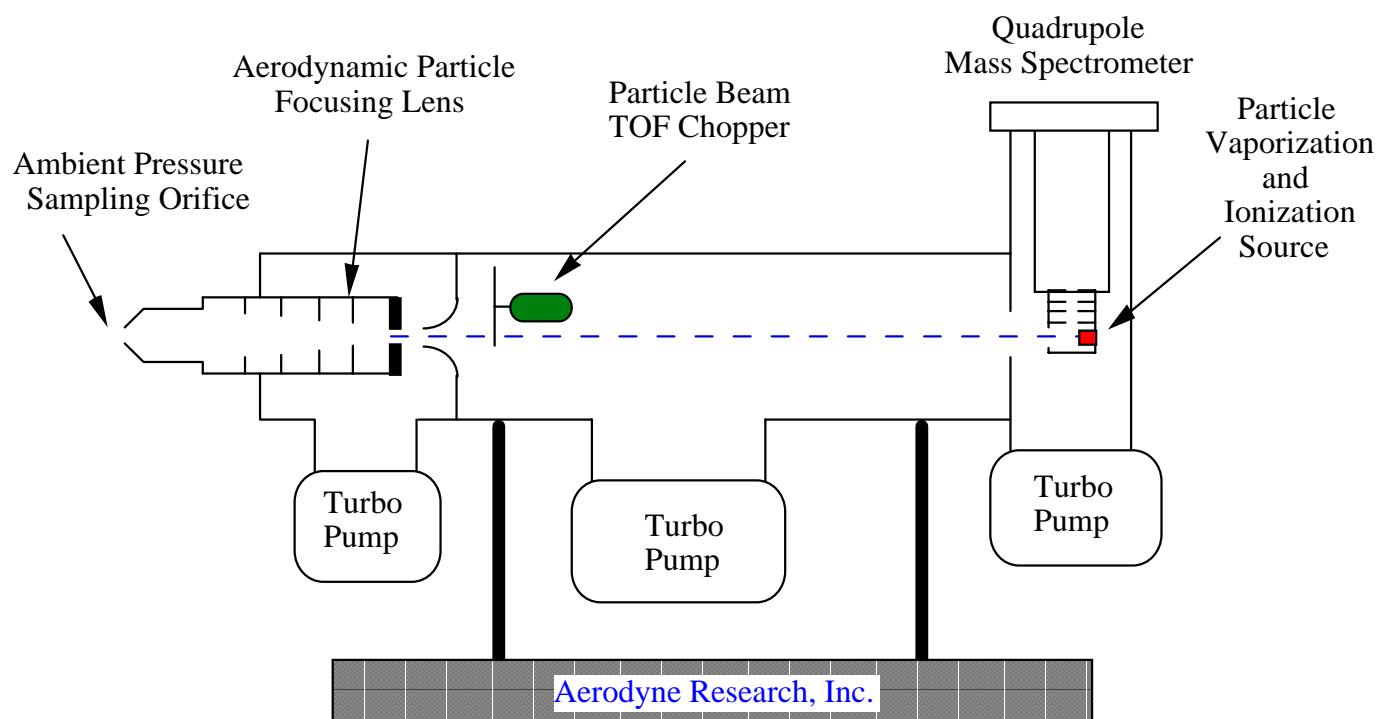 Quadrupole
Mass Spectrometer
Aerodynamic Particle
Focusing Lens
Particle Beam
TOF Chopper
Particle
Vaporization
and
Ionization
Source
Ambient Pressure
Sampling Orifice
Turbo
Pump
Turbo
Pump
Turbo
Pump
Aerodyne Research, Inc.